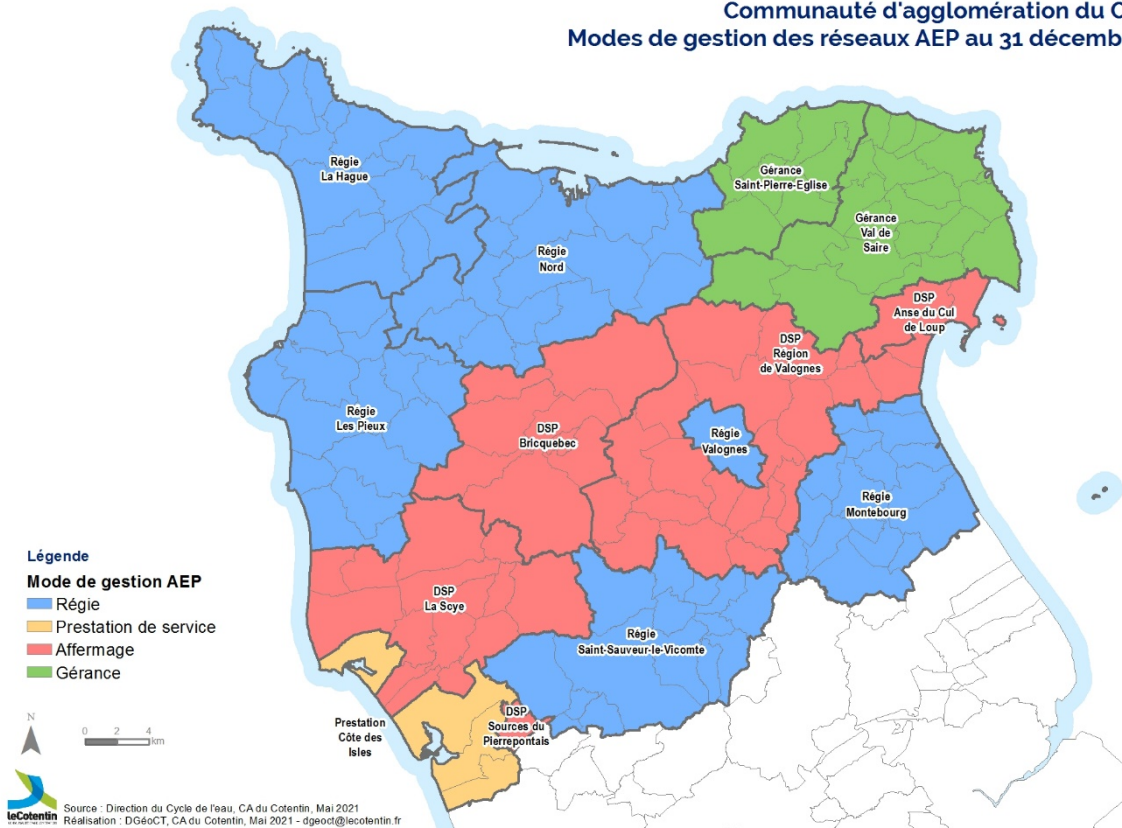 Communauté d'agglomération du C
Modes de gestion des réseaux AEP au 31 décemb
Régie
La Hague
Gérance
Saint-Pierre-Eglise
Gérance
Val de
Saire
Régie
Nord
DSP
Anse du Cul
de Loup
DSP
Région
de Valognes
Régie
Les Pieux
DSP
Bricquebec
Régie
Valognes
Régie
Montebourg
DSP
La Scye
Régie
Saint-Sauveur-le-Vicomte
DSP
Sources du
Pierrepontais
Prestation
Côte des
Isles
Légende
Mode de gestion AEP
Régie
Prestation de service
Affermage
Gérance
N
0 2 4
km
leCotentin
Source : Direction du Cycle de l'eau, CA du Cotentin, Mai 2021
Réalisation : DGéoCT, CA du Cotentin, Mai 2021 - dgeoct@lecotentin.fr